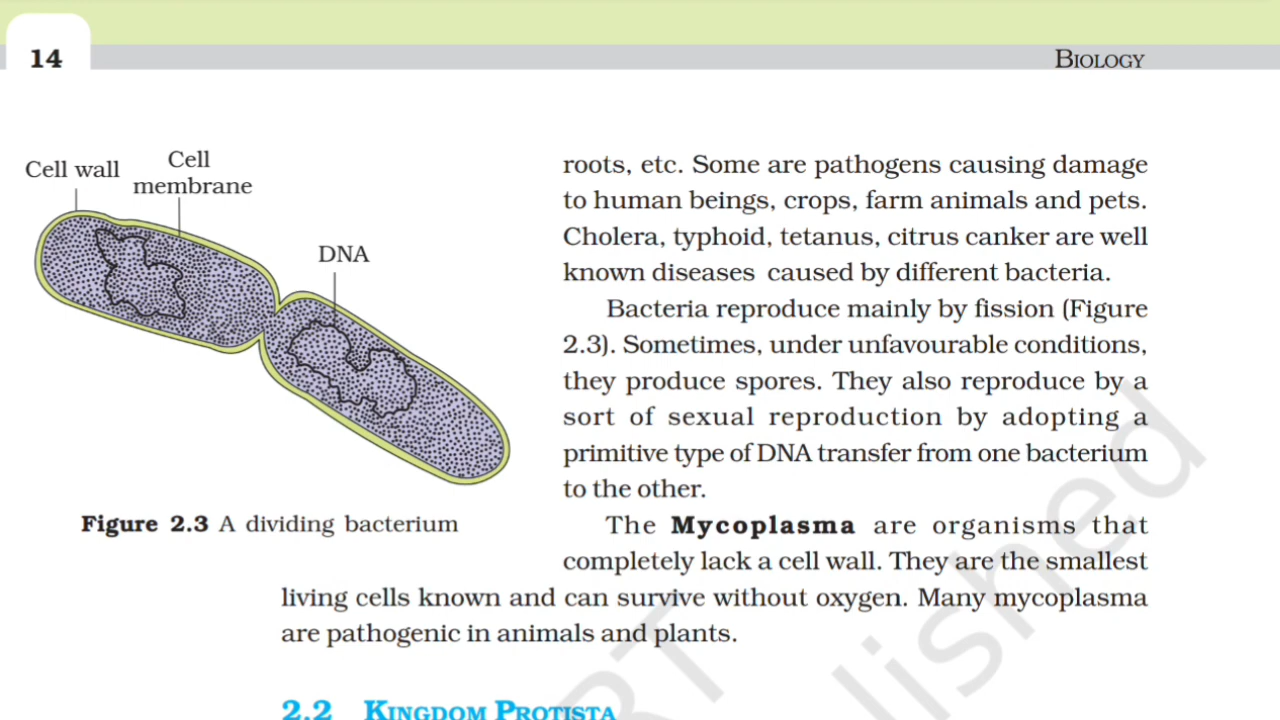 14
BIOLOGY
Cell wall
Cell
membrane
DNA
Figure 2.3 A dividing bacterium
roots, etc. Some are pathogens causing damage
to human beings, crops, farm animals and pets.
Cholera, typhoid, tetanus, citrus canker are well
known diseases caused by different bacteria.
Bacteria reproduce mainly by fission (Figure
2.3). Sometimes, under unfavourable conditions,
they produce spores. They also reproduce by a
sort of sexual reproduction by adopting a
primitive type of DNA transfer from one bacterium
to the other.
The Mycoplasma are organisms that
completely lack a cell wall. They are the smallest
living cells known and can survive without oxygen. Many mycoplasma
are pathogenic in animals and plants.
2.2 KINGDOM PROTISTA